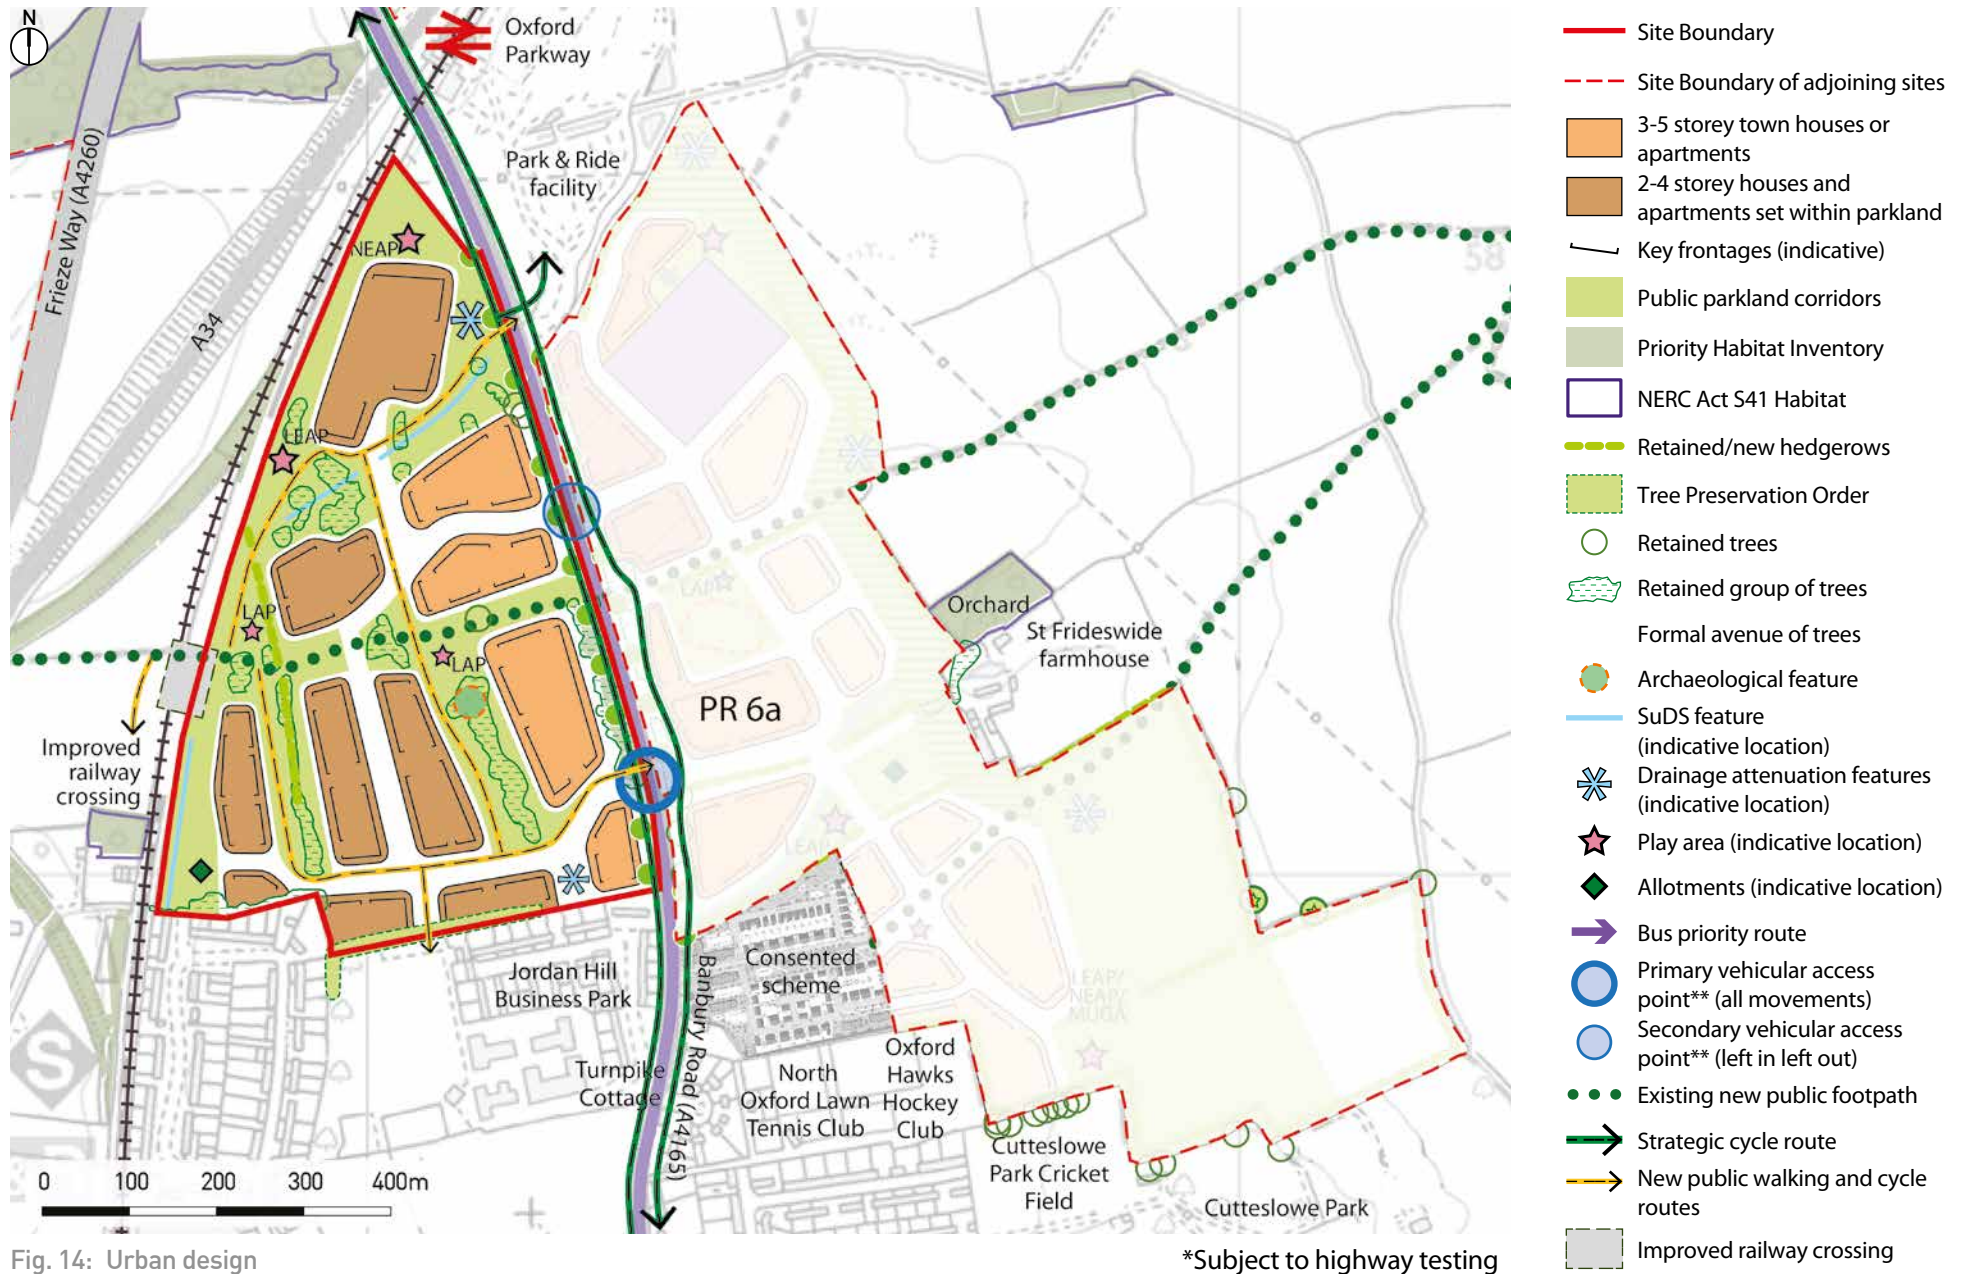 N
Oxford
Parkway
Park & Ride
facility
Frieze Way (A4260)
A34
NEAP
LEAP
LAP
LAP
LAP
58
Orchard
St Frideswide
farmhouse
PR 6a
Improved
railway
crossing
LEAP
Jordan Hill
Business Park
Consented
scheme
Banbury Road (A4165)
LEAP/
NEAP/
MUGA
Turnpike
Cottage
North
Oxford Lawn
Tennis Club
Oxford
Hawks
Hockey
Club
Cutteslowe
Park Cricket
Field
Cutteslowe Park
S
0 100 200 300 400m
Fig. 14: Urban design
*Subject to highway testing
Site Boundary
Site Boundary of adjoining sites
3-5 storey town houses or
apartments
2-4 storey houses and
apartments set within parkland
Key frontages (indicative)
Public parkland corridors
Priority Habitat Inventory
NERC Act S41 Habitat
Retained/new hedgerows
Tree Preservation Order
Retained trees
Retained group of trees
Formal avenue of trees
Archaeological feature
SuDS feature
(indicative location)
Drainage attenuation features
(indicative location)
Play area (indicative location)
Allotments (indicative location)
Bus priority route
Primary vehicular access
point** (all movements)
Secondary vehicular access
point** (left in left out)
Existing new public footpath
Strategic cycle route
New public walking and cycle
routes
Improved railway crossing